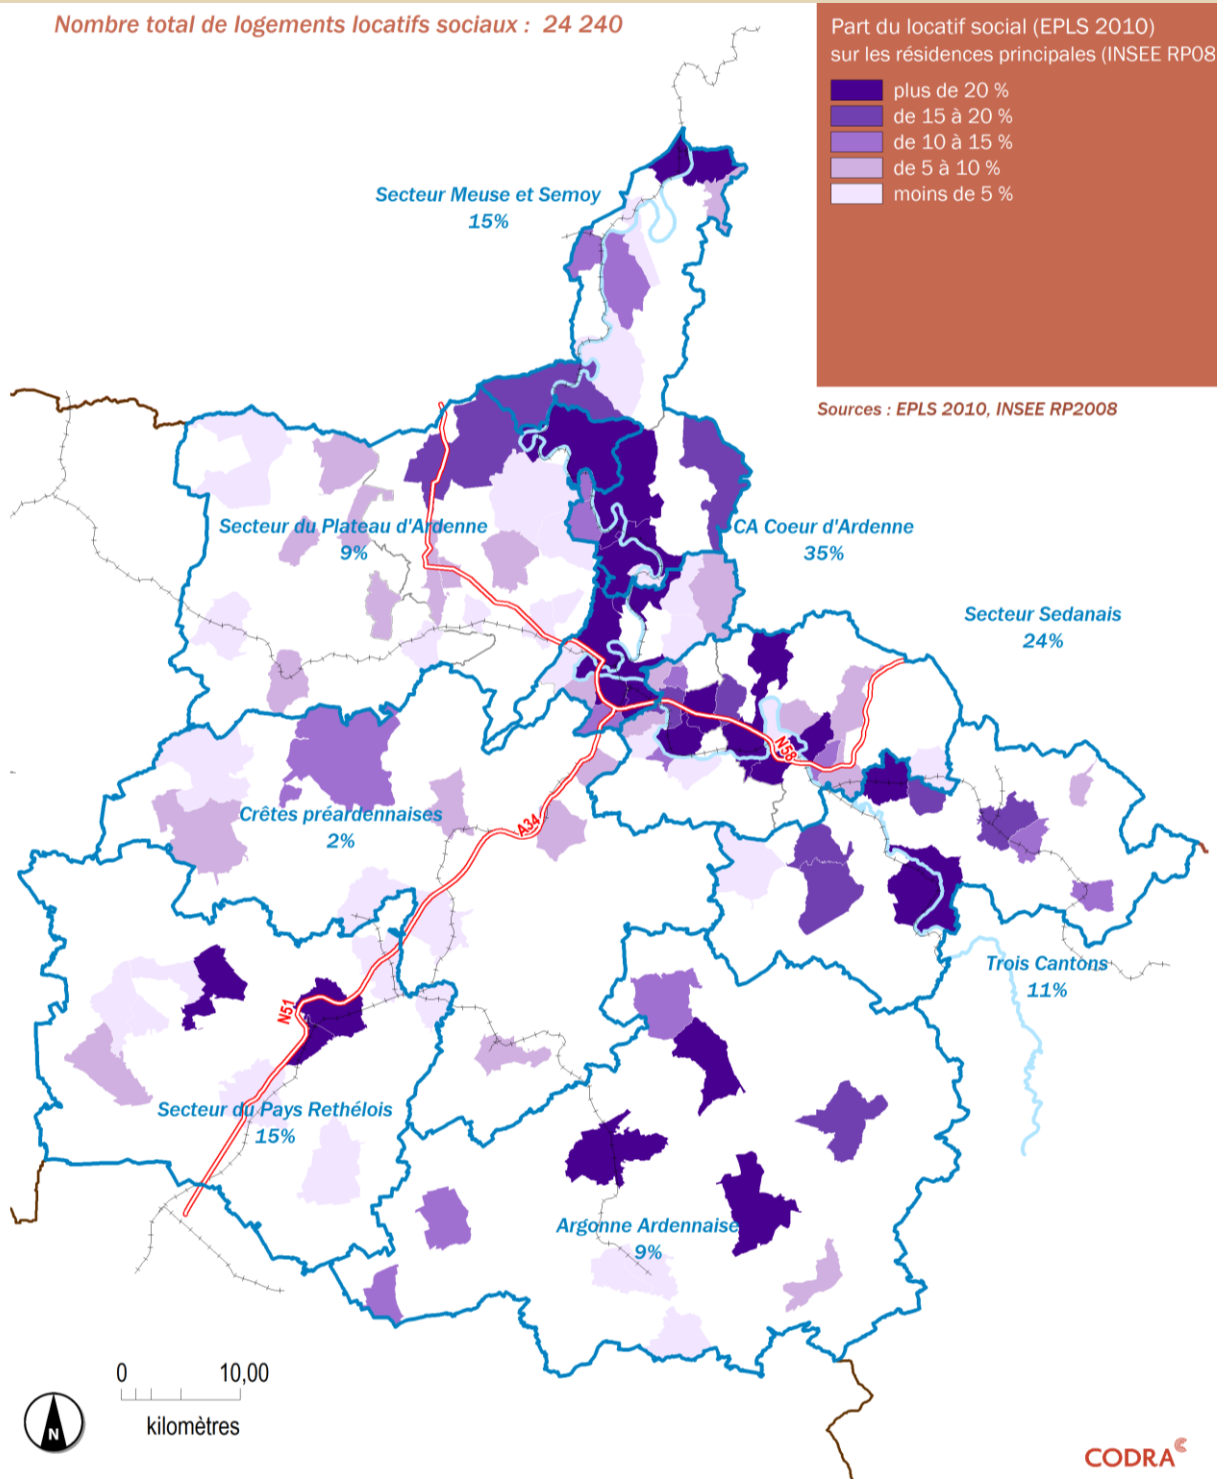 Nombre total de logements locatifs sociaux : 24 240
Part du locatif social (EPLS 2010)
sur les résidences principales (INSEE RP08
plus de 20 %
de 15 à 20 %
de 10 à 15 %
de 5 à 10 %
moins de 5 %
Sources : EPLS 2010, INSEE RP2008
Secteur Meuse et Semoy
15%
Secteur du Plateau d'Ardenne
9%
CA Coeur d'Ardenne
35%
Secteur Sedanais
24%
N58
Crêtes préardennaises
2%
A34
Trois Cantons
11%
N51
Secteur du Pays Rethélois
15%
Argonne Ardennaise
9%
0 10,00
kilomètres
N
CODRA